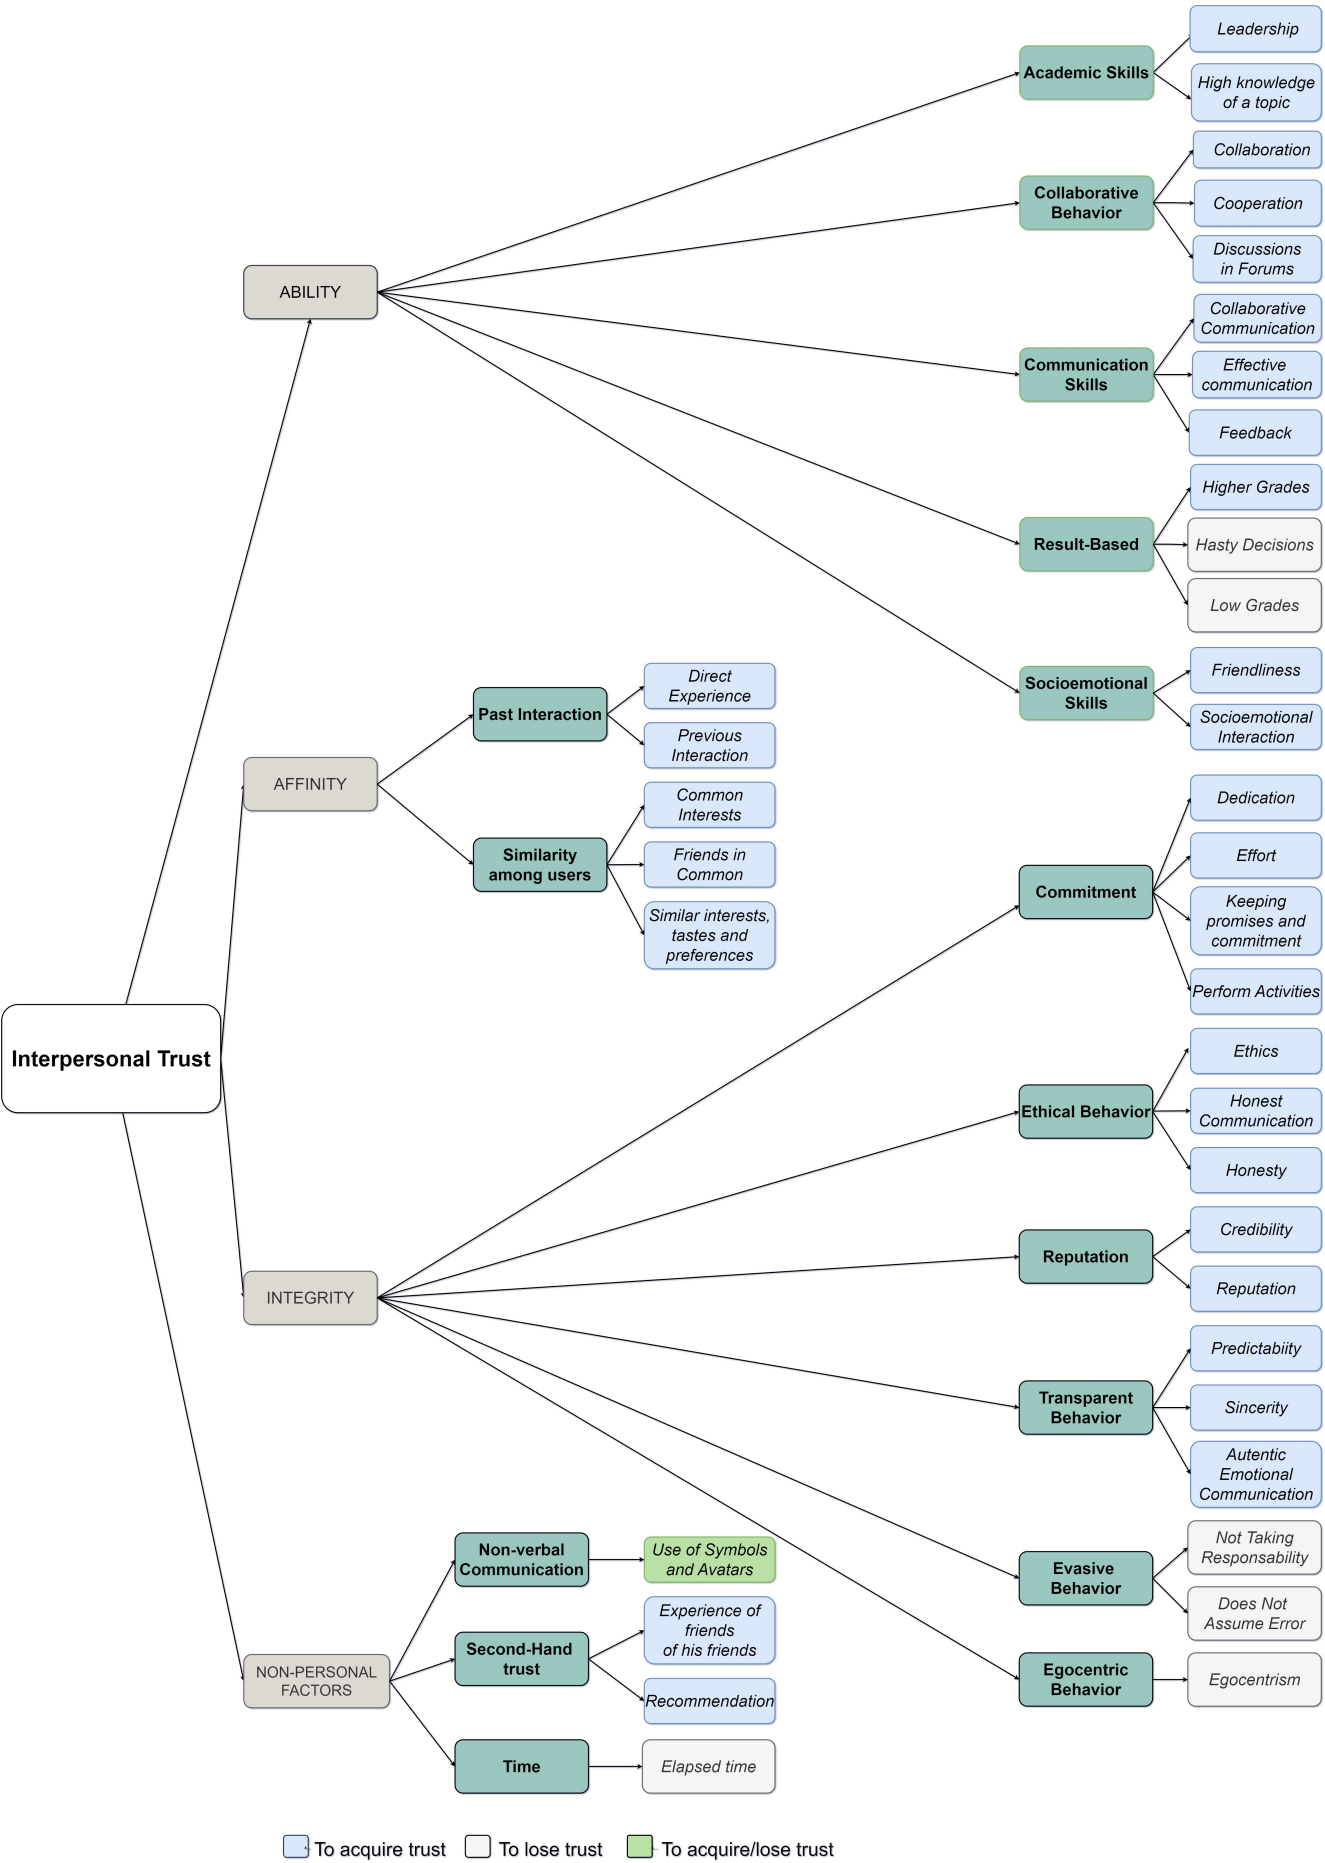 Interpersonal Trust
ABILITY
Academic Skills
Leadership
High knowledge
of a topic
Collaborative
Behavior
Collaboration
Cooperation
Discussions
in Forums
Communication
Skills
Collaborative
Communication
Effective
communication
Feedback
Result-Based
Higher Grades
Hasty Decisions
Low Grades
Socioemotional
Skills
Friendliness
Socioemotional
Interaction
AFFINITY
Past Interaction
Direct
Experience
Previous
Interaction
Similarity
among users
Common
Interests
Friends in
Common
Similar interests,
tastes and
preferences
INTEGRITY
Commitment
Dedication
Effort
Keeping
promises and
commitment
Perform Activities
Ethical Behavior
Ethics
Honest
Communication
Honesty
Reputation
Credibility
Reputation
Transparent
Behavior
Predictabiity
Sincerity
Autentic
Emotional
Communication
Evasive
Behavior
Not Taking
Responsability
Does Not
Assume Error
Egocentric
Behavior
Egocentrism
NON-PERSONAL
FACTORS
Non-verbal
Communication
Use of Symbols
and Avatars
Second-Hand
trust
Experience of
friends
of his friends
Recommendation
Time
Elapsed time
To acquire trust
To lose trust
To acquire/lose trust